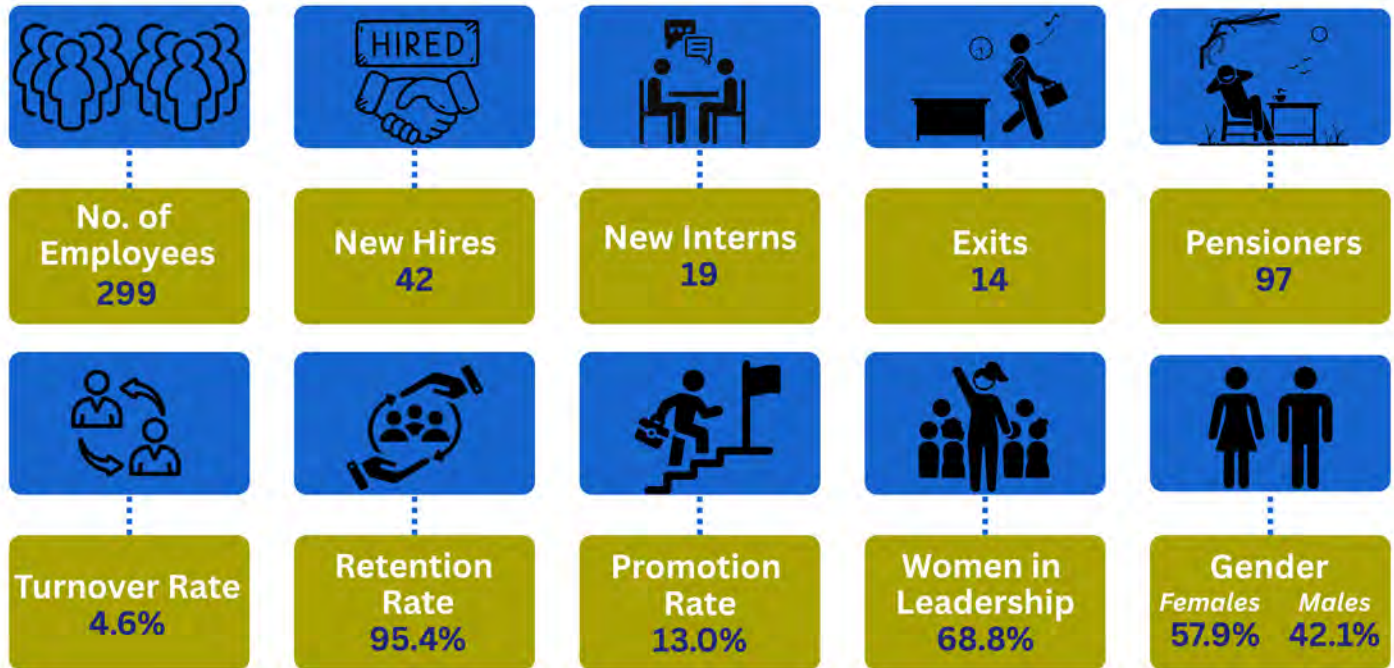 HIRED
No. of
Employees
299
New Hires
42
New Interns
19
Exits
14
Pensioners
97
Turnover Rate
4.6%
Retention
Rate
95.4%
Promotion
Rate
13.0%
Women in
Leadership
68.8%
Gender
Females Males
57.9% 42.1%